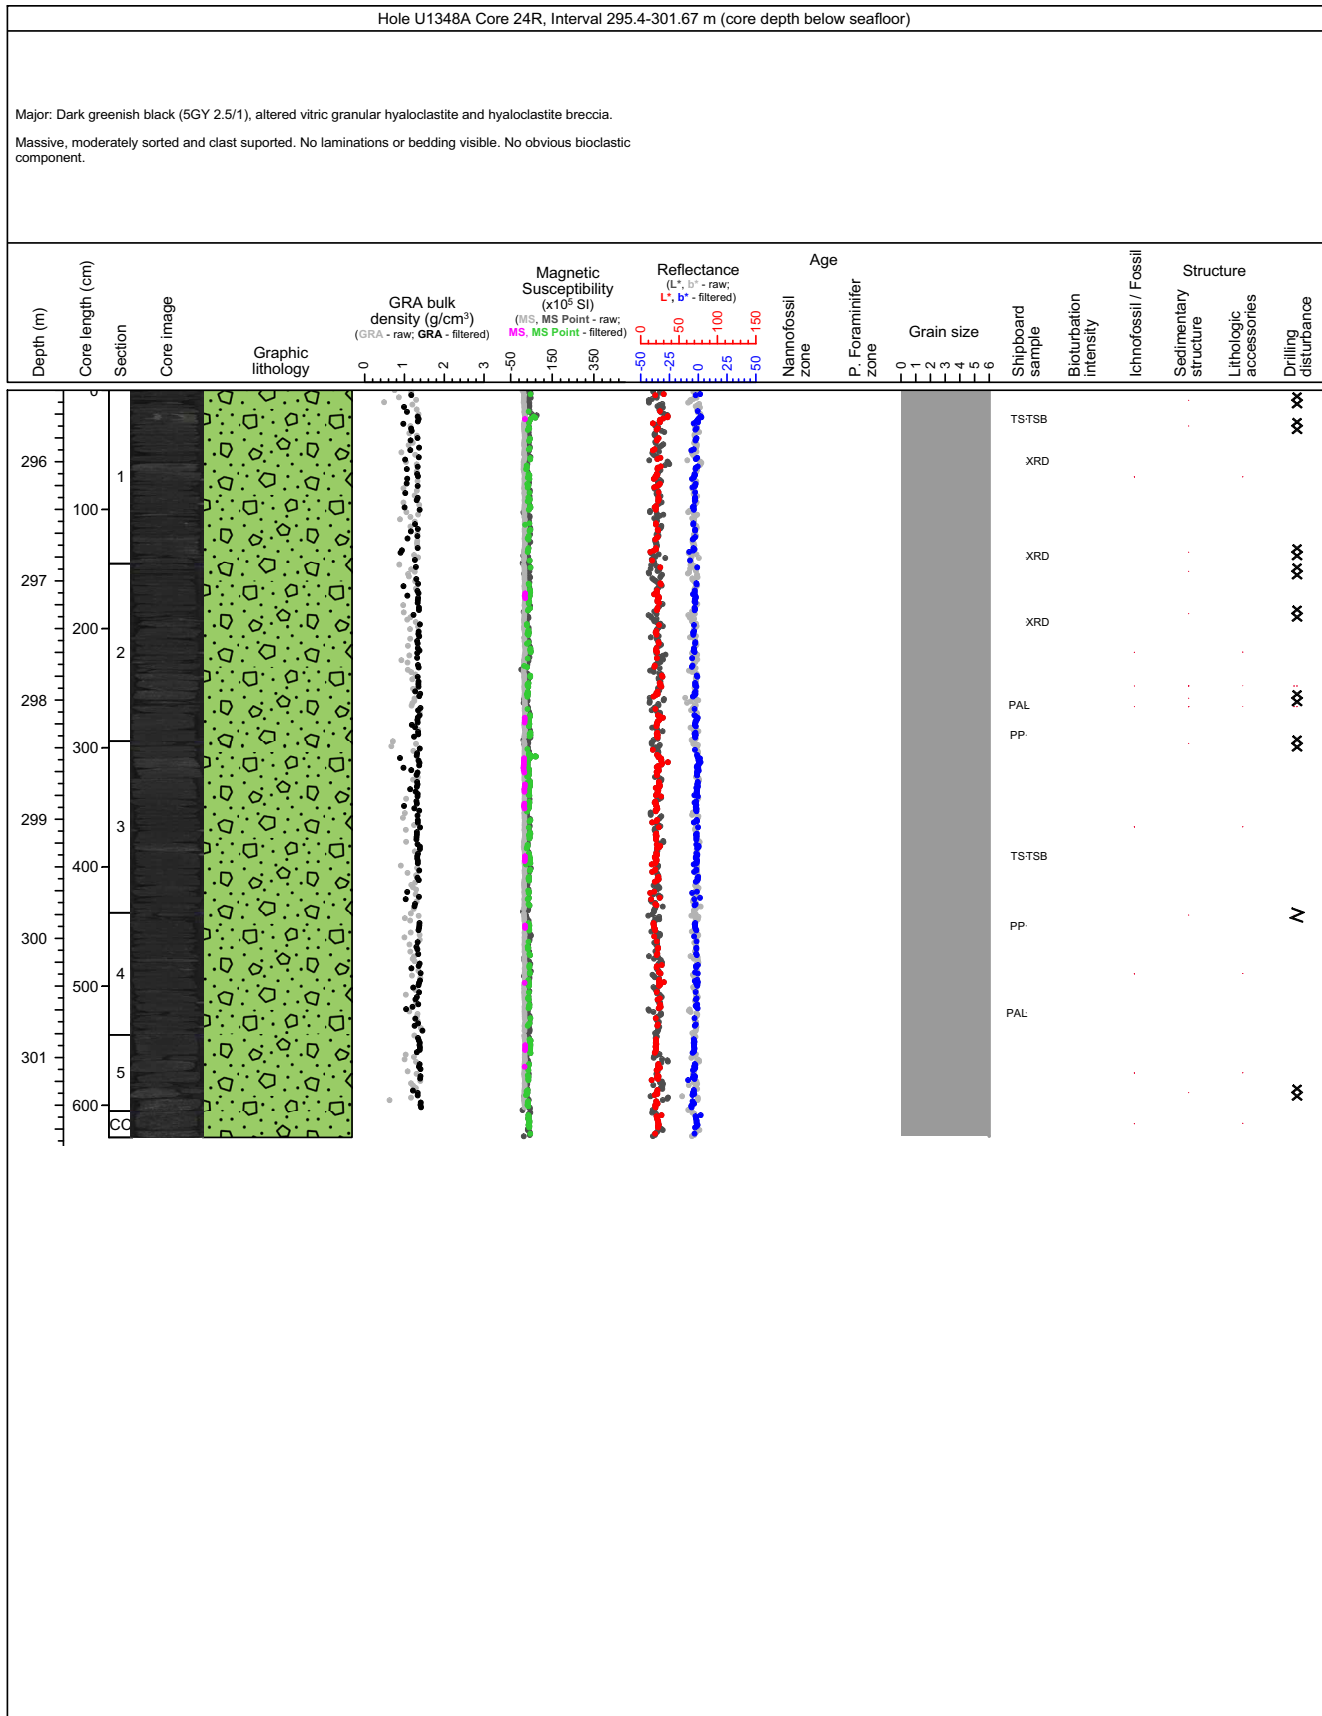 Hole U1348A Core 24R, Interval 295.4-301.67 m (core depth below seafloor)
Major: Dark greenish black (5GY 2.5/1), altered vitric granular hyaloclastite and hyaloclastite breccia.
Massive, moderately sorted and clast suported. No laminations or bedding visible. No obvious bioclastic
component.
Depth (m)
Core length (cm)
Section
Core image
Graphic
lithology
GRA bulk
density (g/cm³)
(GRA - raw; GRA - filtered)
0 1 2 3
Magnetic
Susceptibility
(x10⁵ SI)
(MS, MS Point - raw;
MS, MS Point - filtered)
-50 150 350
Reflectance
(L*, b* - raw;
L*, b* - filtered)
0 50 100 150
-50 -25 0 25 50
Age
Nannofossil
zone
P. Foraminifer
zone
Grain size
0 1 2 3 4 5 6
Shipboard
sample
Bioturbation
intensity
Ichnofossil / Fossil
Structure
Sedimentary
structure
Lithologic
accessories
Drilling
disturbance
0
TSTSB
296
XRD
1
100
XRD
297
200
XRD
2
298
PAL
PP
300
299
3
TSTSB
400
PP
300
4
500
PAL
301
5
600
CC